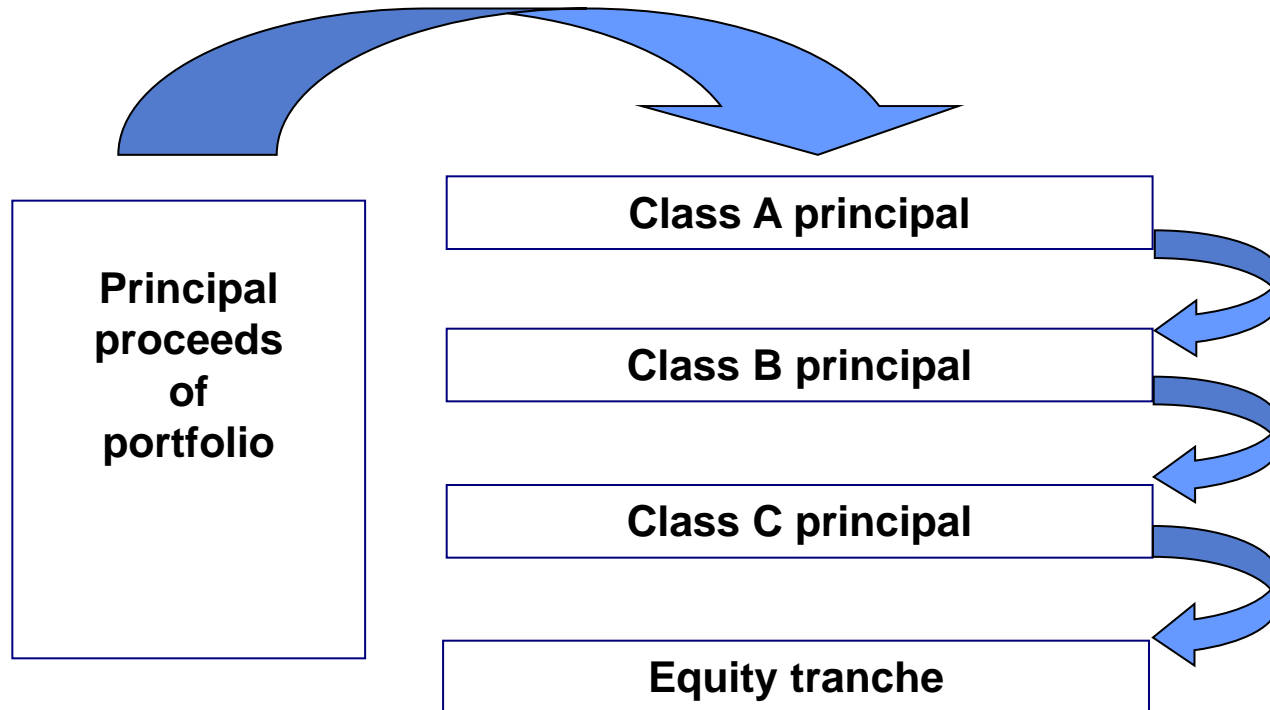 Principal
proceeds
of
portfolio
Class A principal
Class B principal
Class C principal
Equity tranche